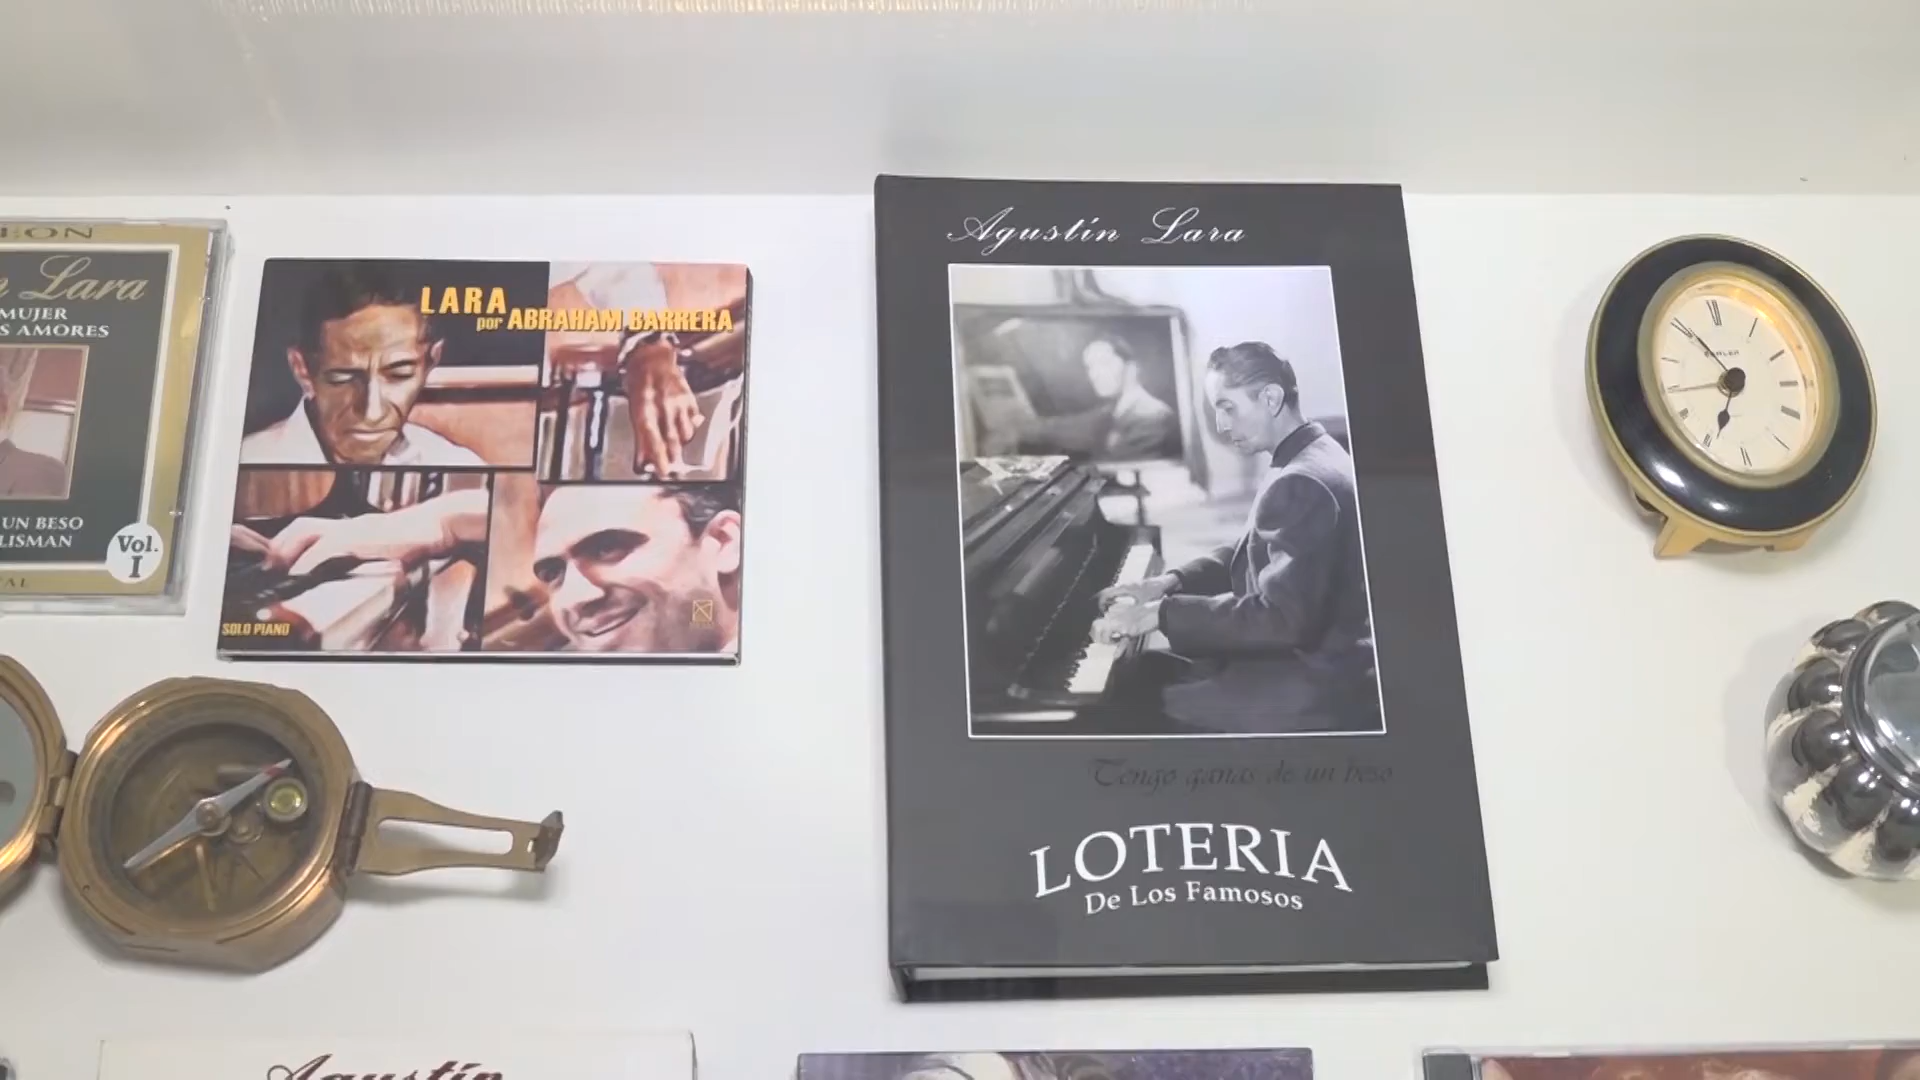 Lara
MUJER
S AMORES
UN BESO
LISMAN
Vol.
I
LARA
por ABRAHAM BARRERA
SOLO PIANO
Agustín Lara
Tengo ganas de un beso
LOTERIA
De Los Famosos
Agustín